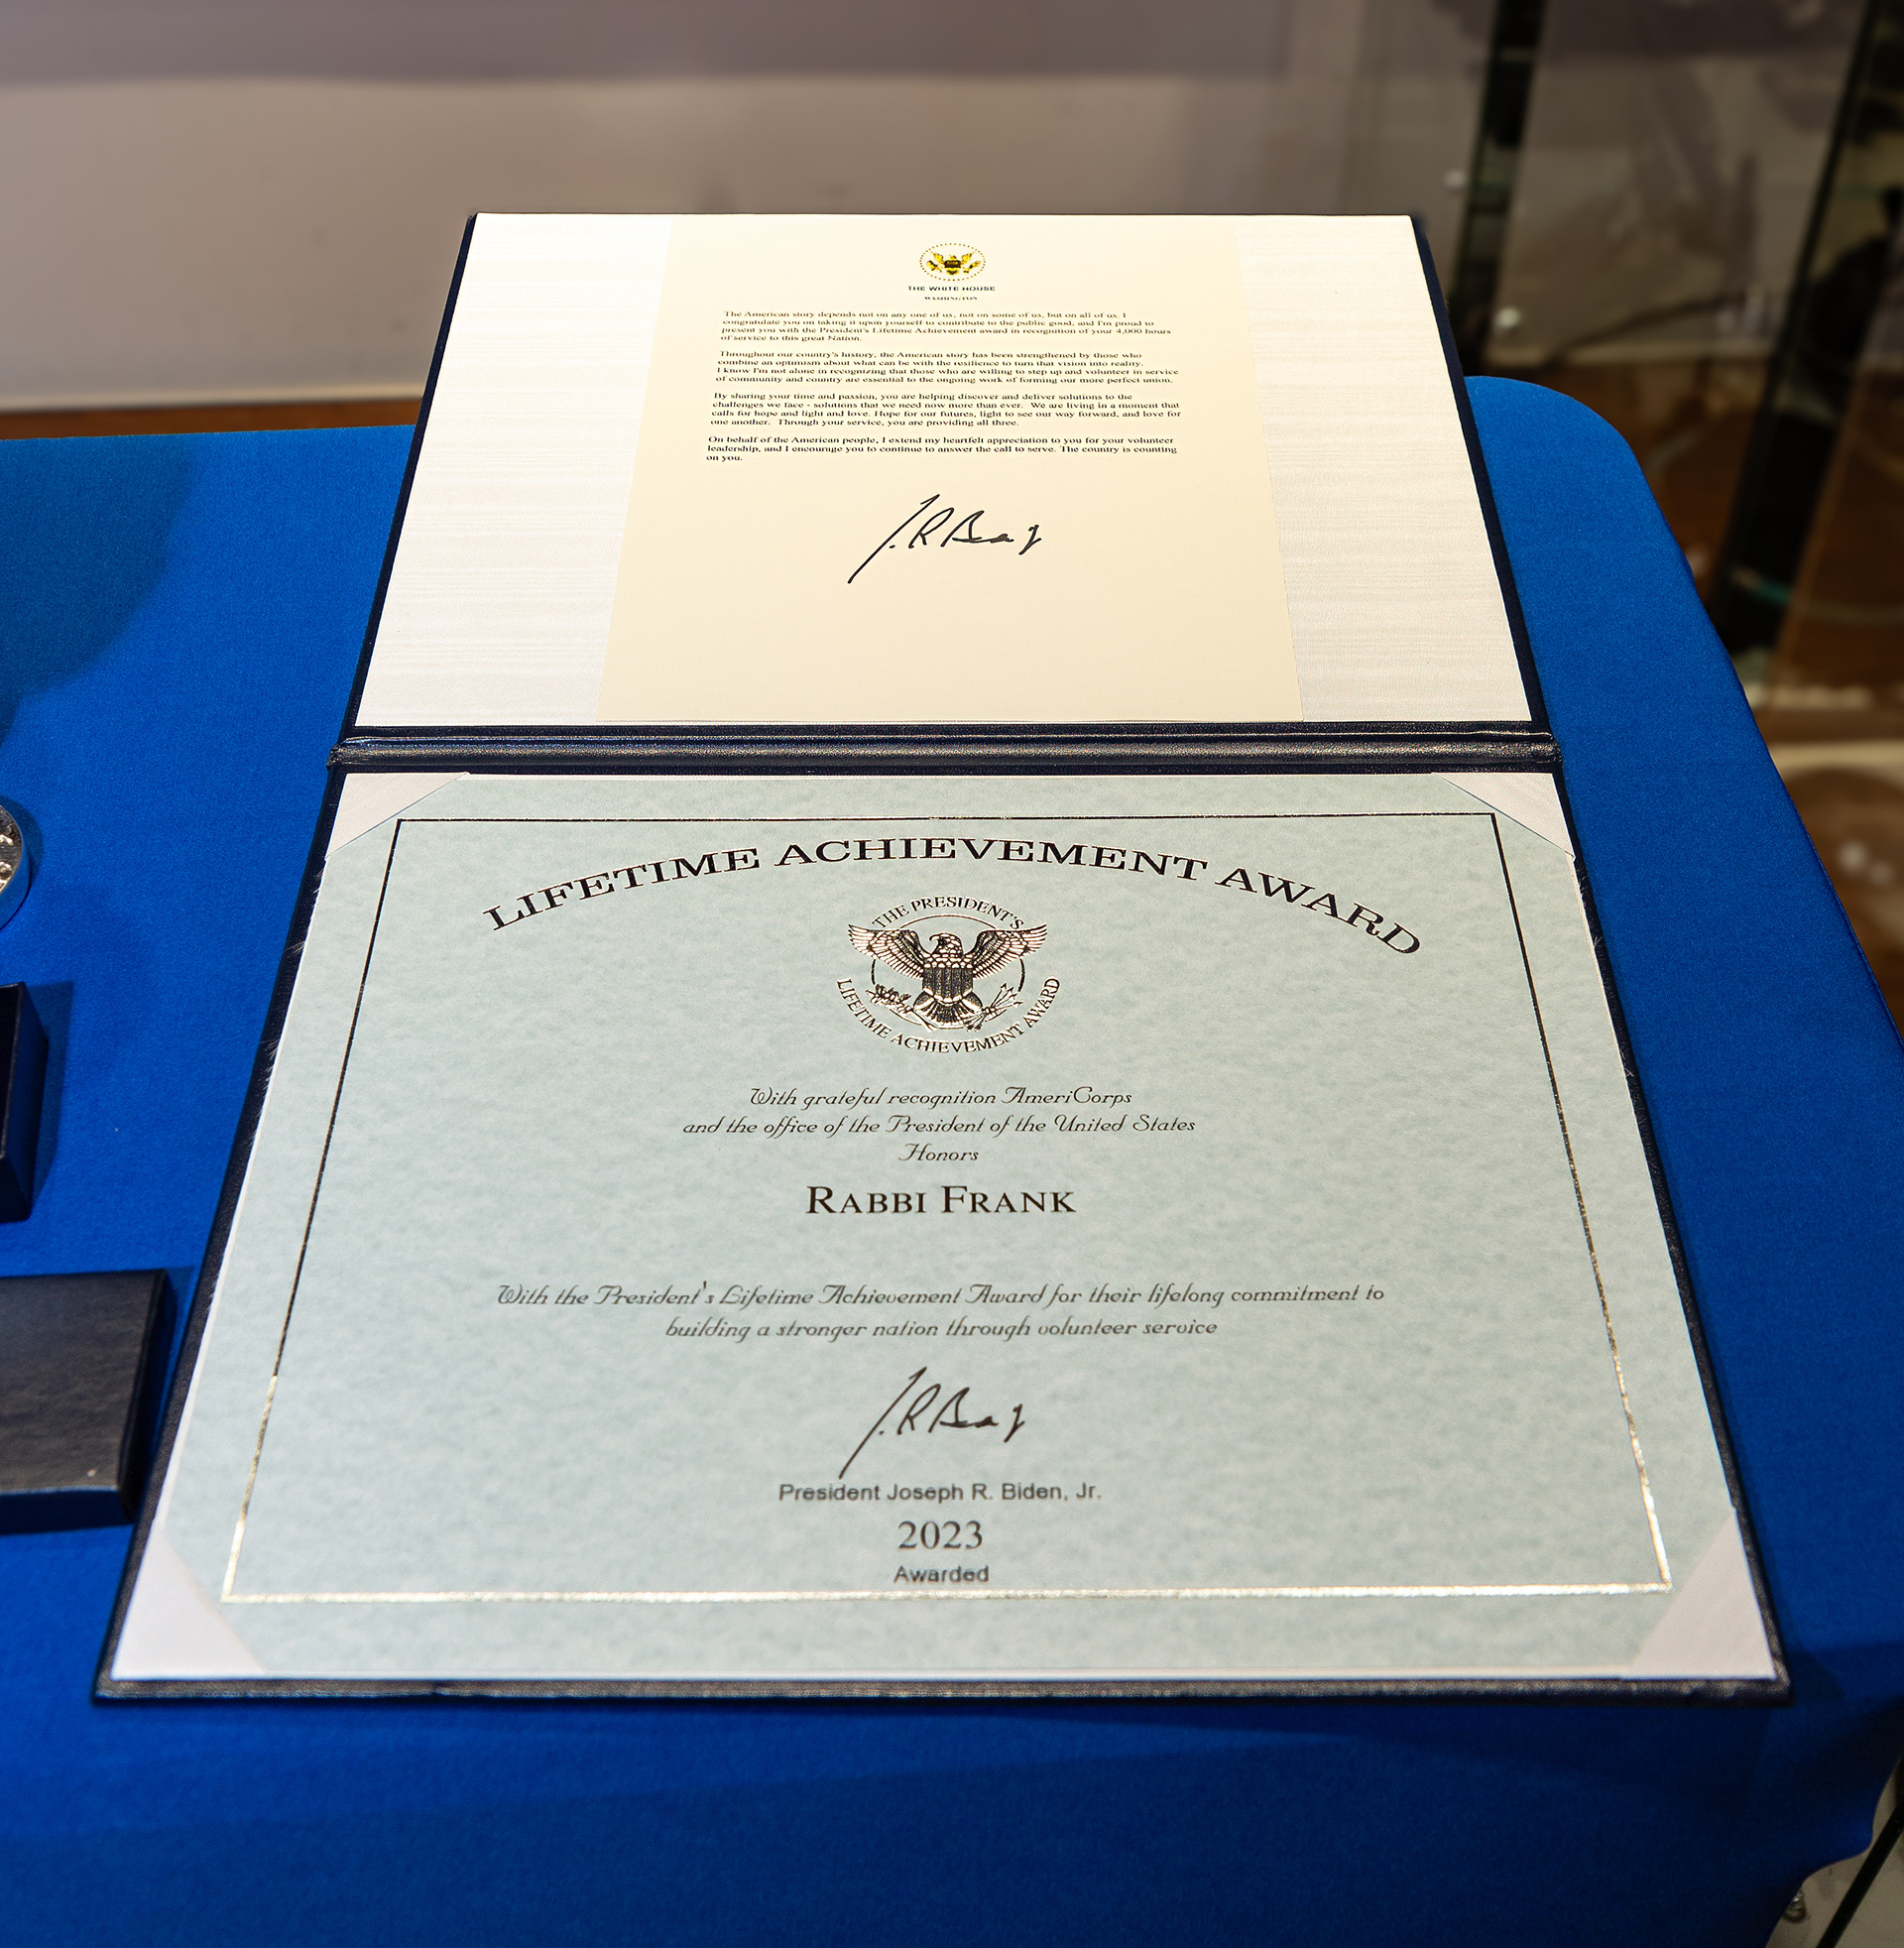 THE WHITE HOUSE
WASHINGTON
The American story depends not on any one of us, not on some of us, but on all of us. I
congratulate you on taking it upon yourself to contribute to the public good, and I'm proud to
present you with the President's Lifetime Achievement award in recognition of your 4,000 hours
of service to this great Nation.
Throughout our country's history, the American story has been strengthened by those who
combine an optimism about what can be with the resilience to turn that vision into reality.
I know I'm not alone in recognizing that those who are willing to step up and volunteer in service
of community and country are essential to the ongoing work of forming our more perfect union.
By sharing your time and passion, you are helping discover and deliver solutions to the
challenges we face - solutions that we need now more than ever. We are living in a moment that
calls for hope and light and love. Hope for our futures, light to see our way forward, and love for
one another. Through your service, you are providing all three.
On behalf of the American people, I extend my heartfelt appreciation to you for your volunteer
leadership, and I encourage you to continue to answer the call to serve. The country is counting
on you.
LIFETIME ACHIEVEMENT AWARD
THE PRESIDENT'S
LIFETIME ACHIEVEMENT AWARD
With grateful recognition AmeriCorps
and the office of the President of the United States
Honors
RABBI FRANK
With the President's Lifetime Achievement Award for their lifelong commitment to
building a stronger nation through volunteer service
President Joseph R. Biden, Jr.
2023
Awarded